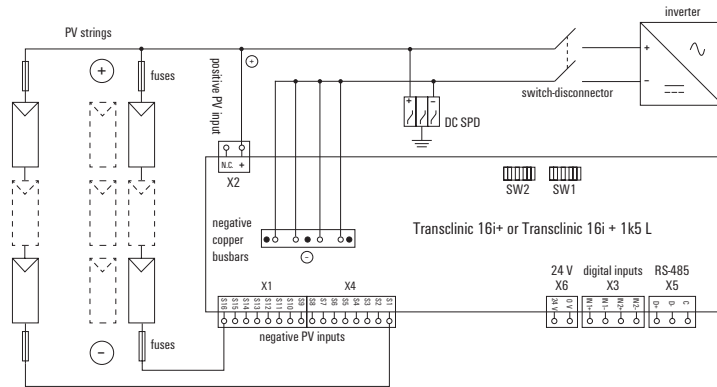 inverter
PV strings
+
fuses
positive PV input
+
+
−
switch-disconnector
+
−
DC SPD
N.C. +
X2
SW2 SW1
Transclinic 16i+ or Transclinic 16i + 1k5 L
negative
copper
busbars
−
24 V digital inputs RS-485
X1 X4 X6 X3 X5
S16 S15 S14 S13 S12 S11 S10 S9 S8 S7 S6 S5 S4 S3 S2 S1
24 V 0 V IN1+ IN1- IN2+ IN2- D+ D- C
negative PV inputs
−
fuses